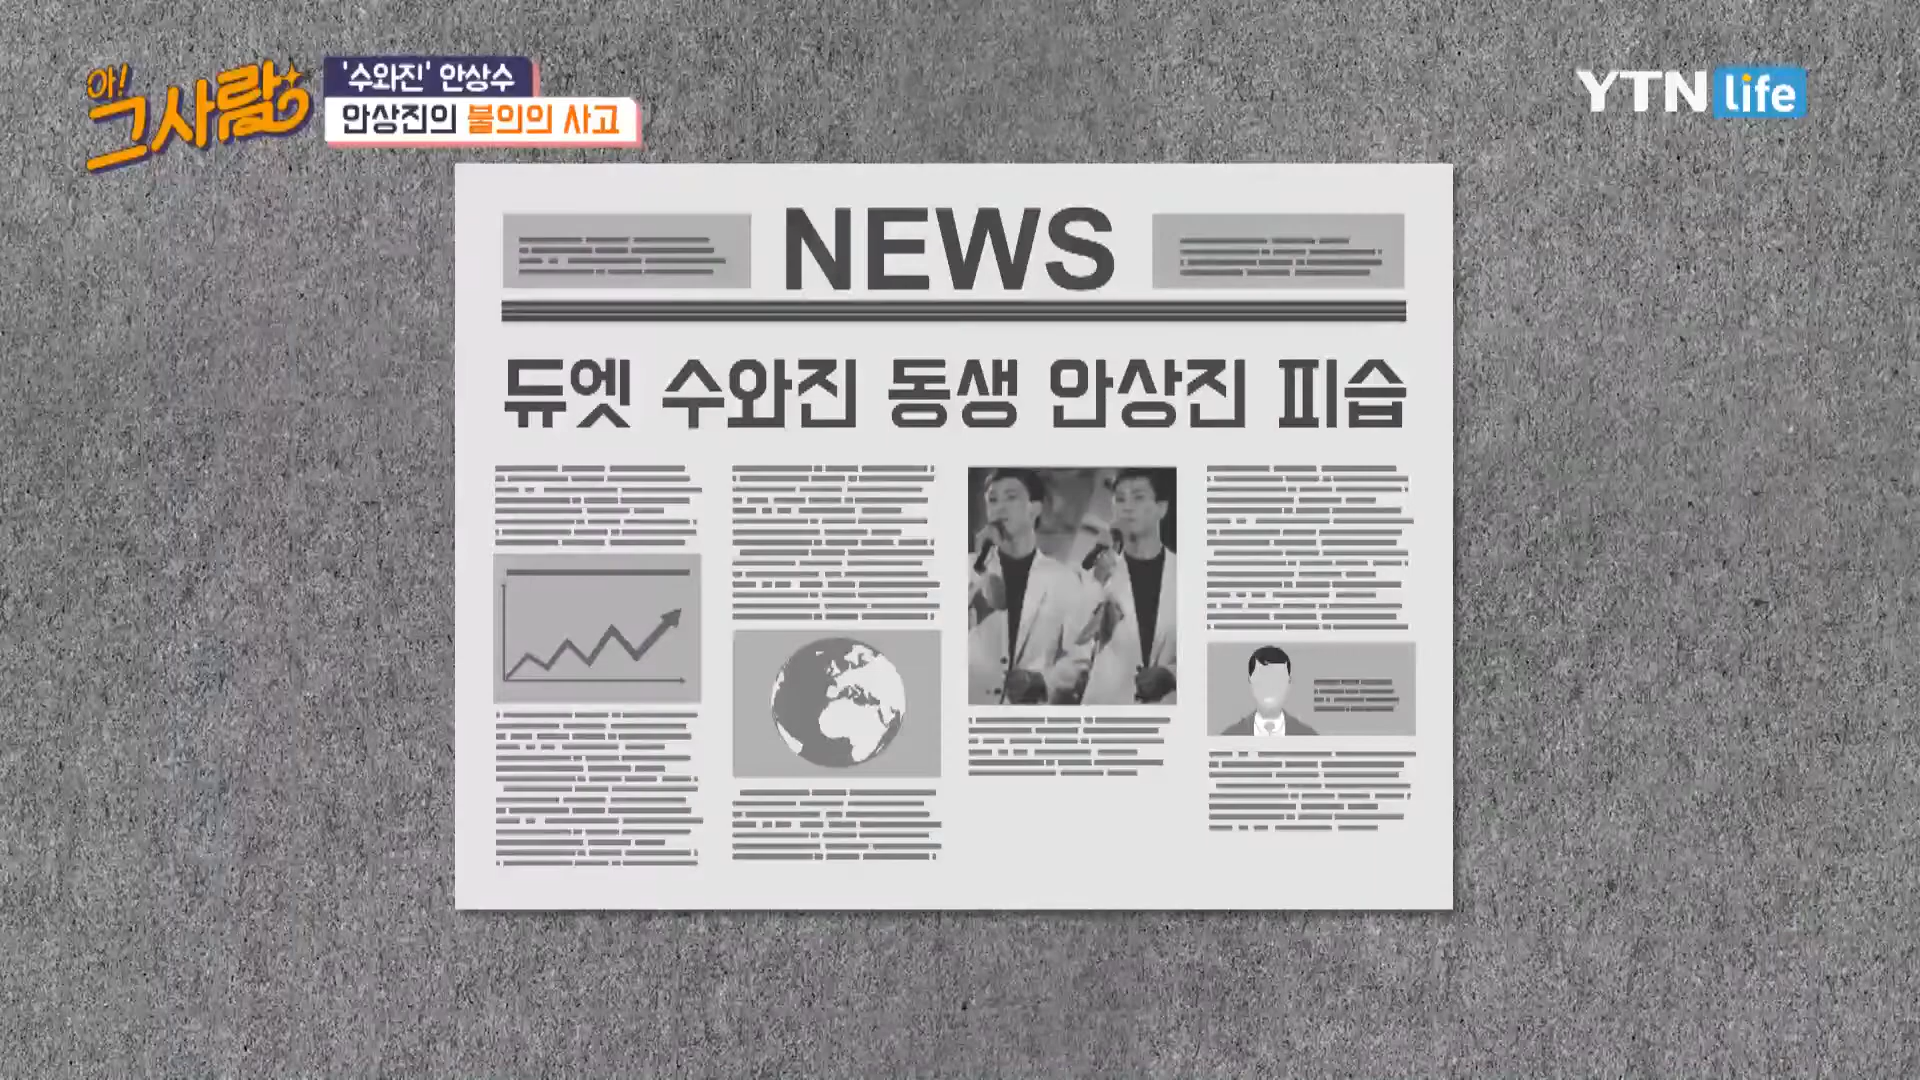 아! 그사람
'수와진' 안상수
안상진의 불의의 사고
YTN life
NEWS
듀엣 수와진 동생 안상진 피습